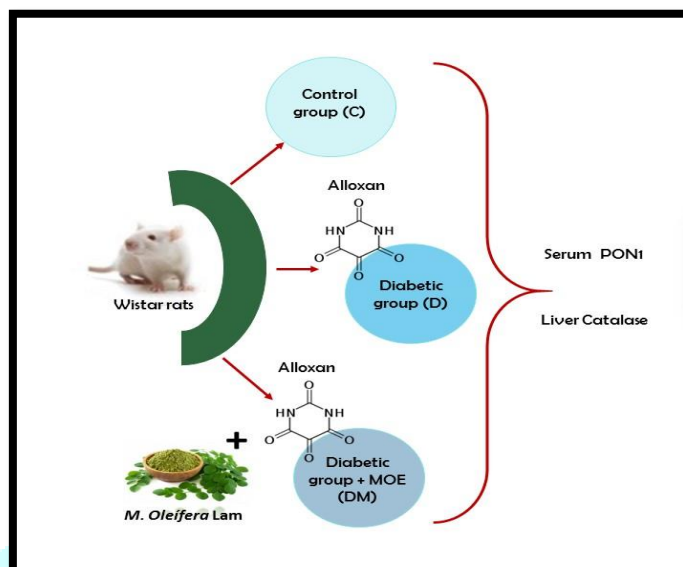 Control
group (C)
Alloxan
O
HN
NH
O
O
O
Diabetic
group (D)
Serum PON1
Liver Catalase
Wistar rats
Alloxan
O
HN
NH
O
O
O
+
Diabetic
group + MOE
(DM)
M. Oleifera Lam